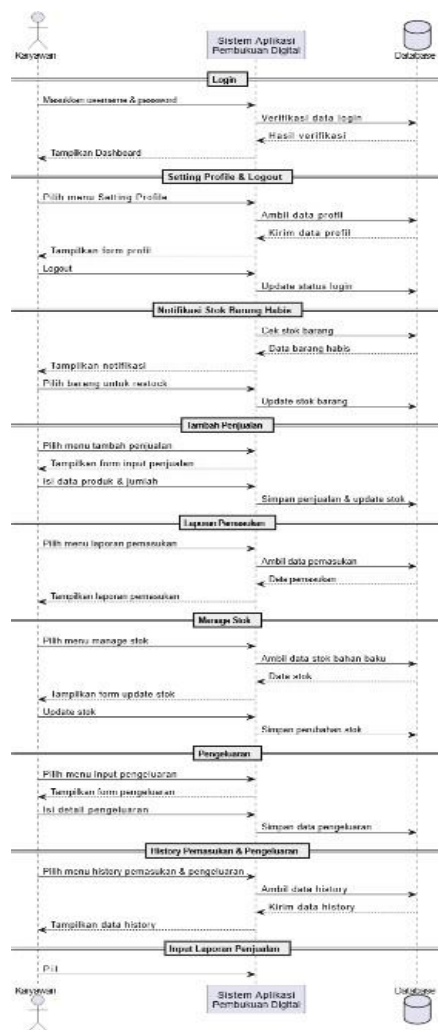 Karyawan
Sistem Aplikasi
Pembukuan Digital
Database
Login
Masukkan username & password
Verifikasi data login
Hasil verifikasi
Tampilkan Dashboard
Setting Profile & Logout
Pilih menu Setting Profile
Ambil data profil
Kirim data profil
Tampilkan form profil
Logout
Update status login
Notifikasi Stok Barang Habis
Cek stok barang
Data barang habis
Tampilkan notifikasi
Pilih barang untuk restock
Update stok barang
Tambah Penjualan
Pilih menu tambah penjualan
Tampilkan form input penjualan
Isi data produk & jumlah
Simpan penjualan & update stok
Laporan Pemasukan
Pilih menu laporan pemasukan
Ambil data pemasukan
Data pemasukan
Tampilkan laporan pemasukan
Manage Stok
Pilih menu manage stok
Ambil data stok bahan baku
Data stok
Tampilkan form update stok
Update stok
Simpan perubahan stok
Pengeluaran
Pilih menu input pengeluaran
Tampilkan form pengeluaran
Isi detail pengeluaran
Simpan data pengeluaran
History Pemasukan & Pengeluaran
Pilih menu history pemasukan & pengeluaran
Ambil data history
Kirim data history
Tampilkan data history
Input Laporan Penjualan
Pil
Karyawan
Sistem Aplikasi
Pembukuan Digital
Database